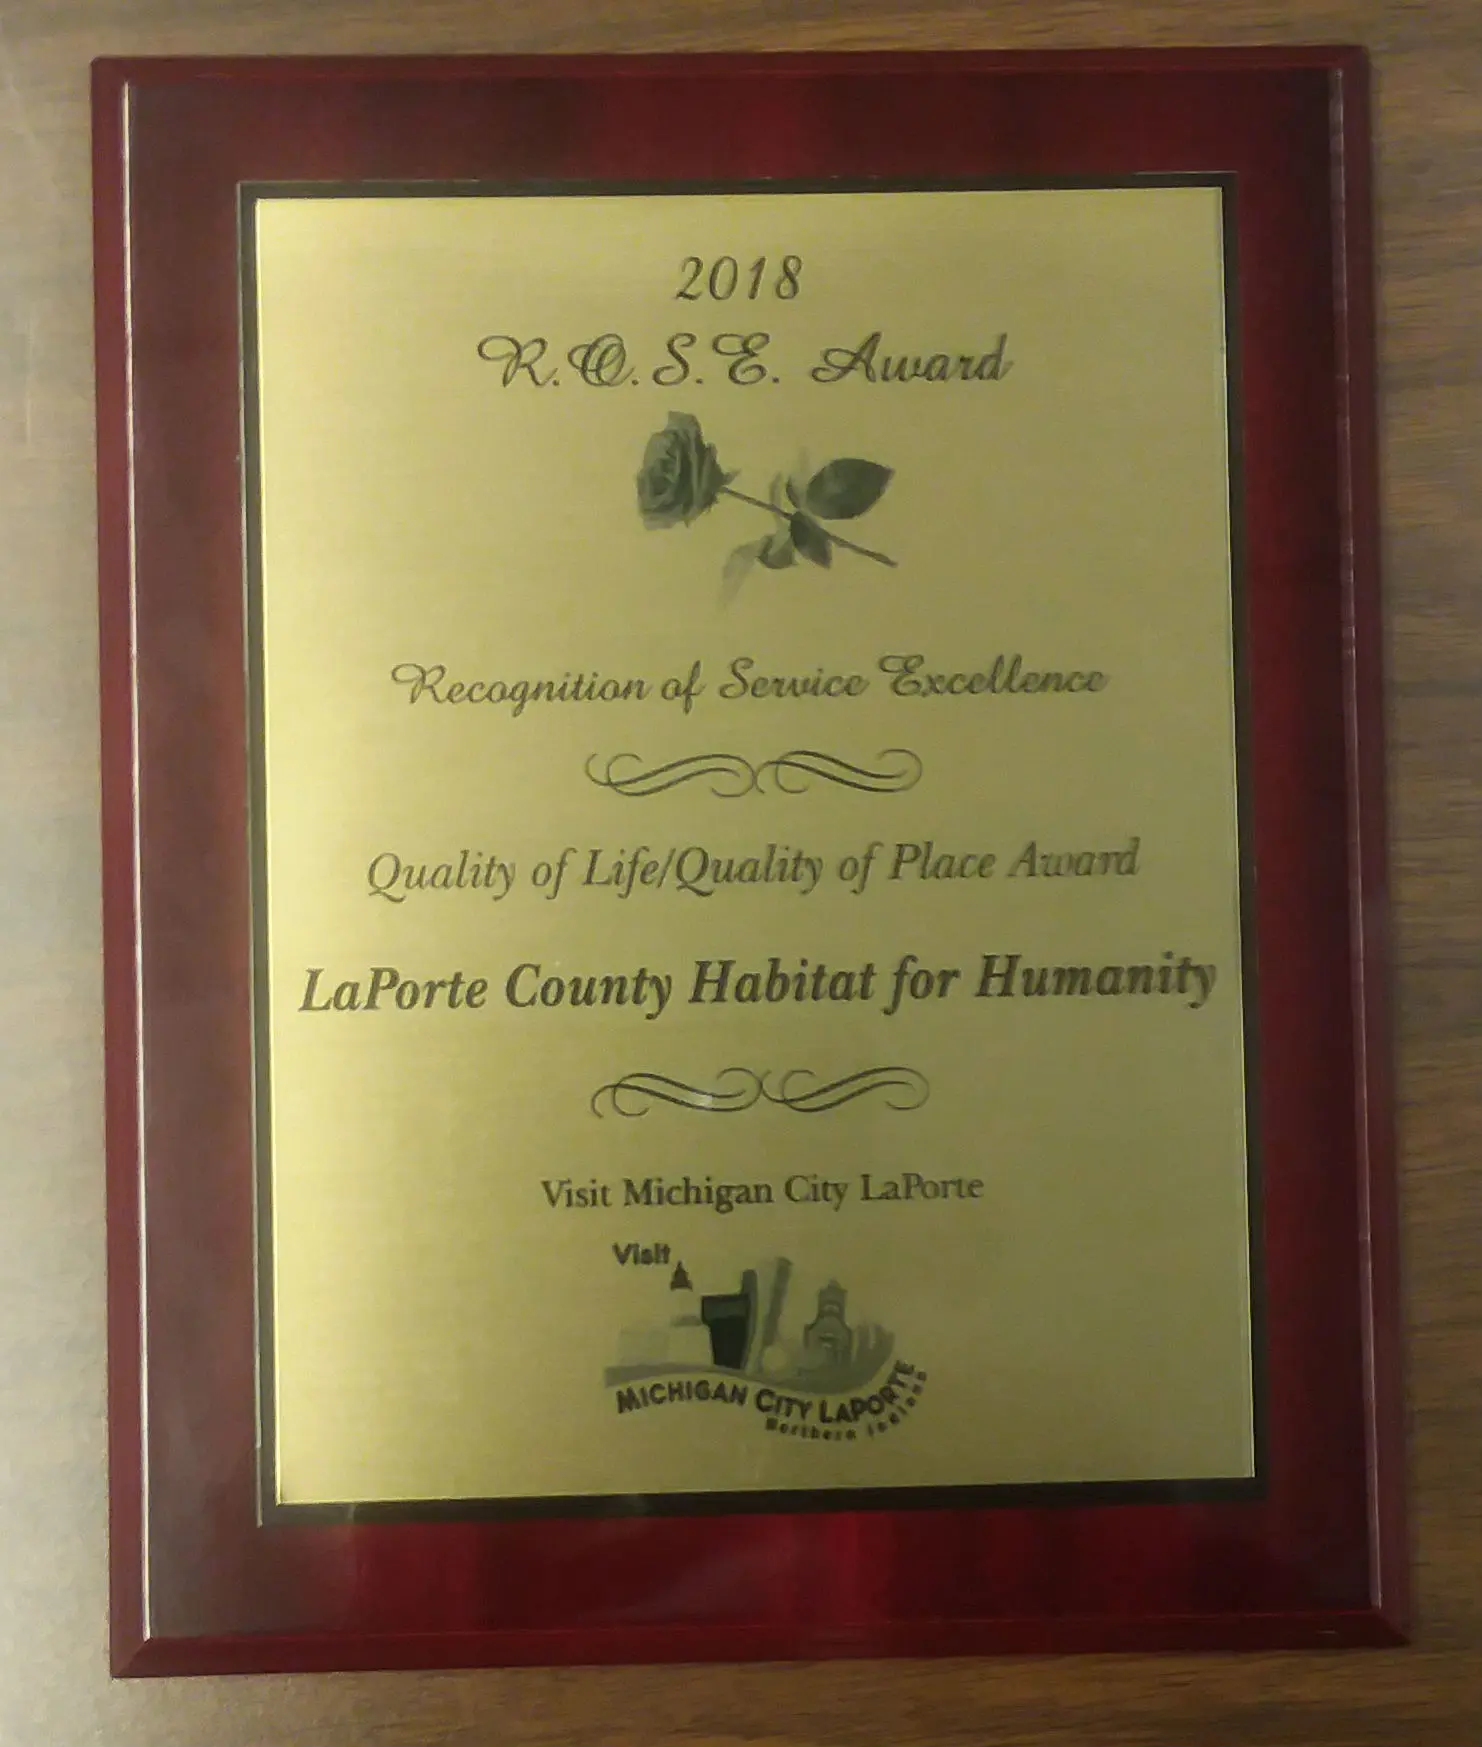 2018
R.O.S.E. Award
Recognition of Service Excellence
Quality of Life/Quality of Place Award
LaPorte County Habitat for Humanity
Visit Michigan City LaPorte
Visit
MICHIGAN CITY LAPORTE
Northern Indiana